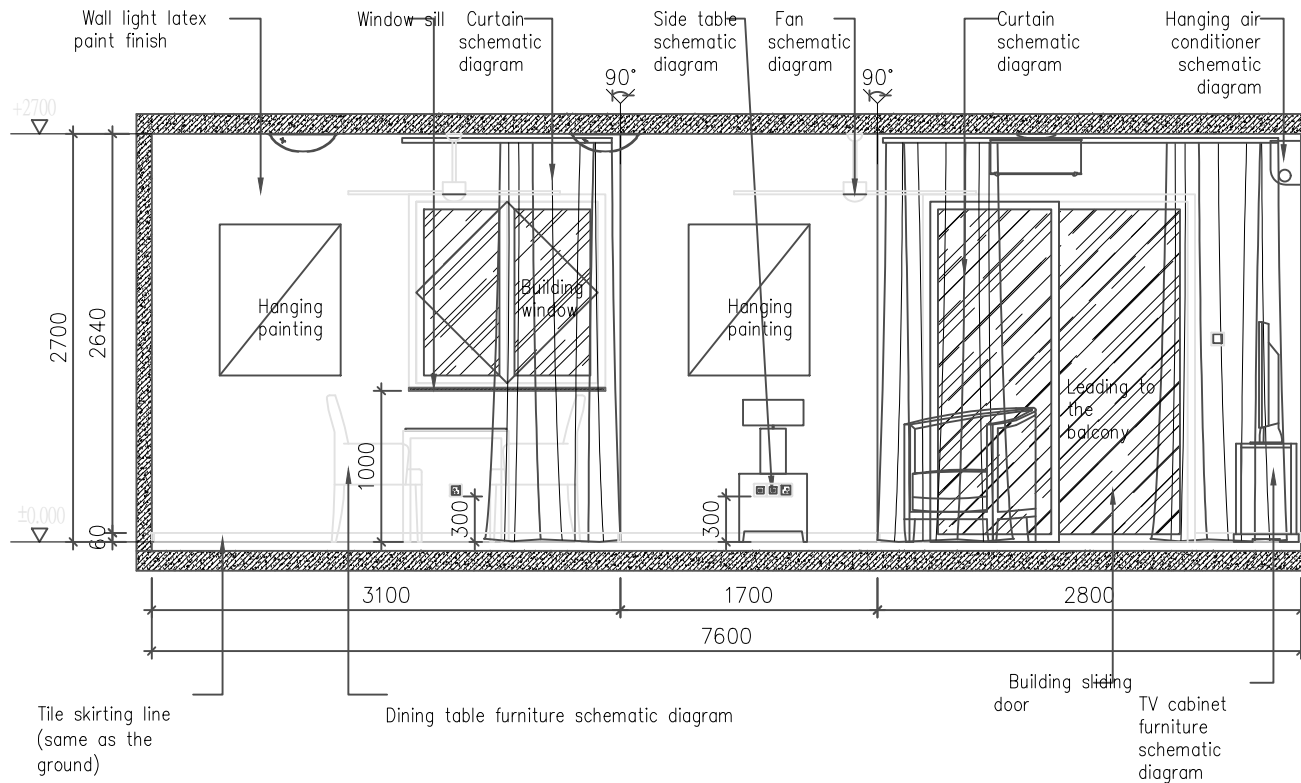 Wall light latex
paint finish
Window sill
Curtain
schematic
diagram
Side table
schematic
diagram
Fan
schematic
diagram
Curtain
schematic
diagram
Hanging air
conditioner
schematic
diagram
90°
90°
+2700
Hanging
painting
Building
window
Hanging
painting
Leading to
the
balcony
2700
2640
60
1000
300
300
±0.000
3100
1700
2800
7600
Tile skirting line
(same as the
ground)
Dining table furniture schematic diagram
Building sliding
door
TV cabinet
furniture
schematic
diagram